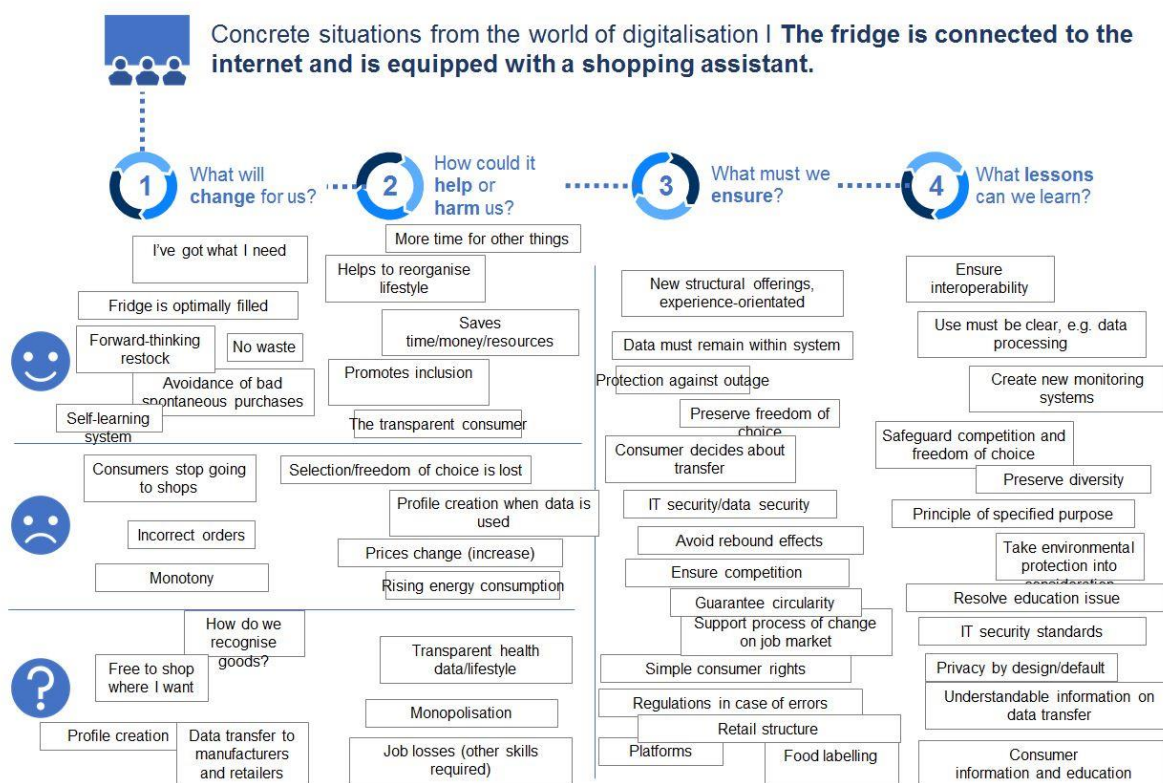 Concrete situations from the world of digitalisation I The fridge is connected to the
internet and is equipped with a shopping assistant.
1
What will
change for us?
2
How could it
help or
harm us?
3
What must we
ensure?
4
What lessons
can we learn?
I've got what I need
Fridge is optimally filled
Forward-thinking
restock
No waste
Avoidance of bad
spontaneous purchases
Self-learning
system
More time for other things
Helps to reorganise
lifestyle
Saves
time/money/resources
Promotes inclusion
The transparent consumer
Consumers stop going
to shops
Incorrect orders
Monotony
Selection/freedom of choice is lost
Profile creation when data is
used
Prices change (increase)
Rising energy consumption
How do we
recognise
goods?
Free to shop
where I want
Profile creation
Data transfer to
manufacturers
and retailers
Transparent health
data/lifestyle
Monopolisation
Job losses (other skills
required)
New structural offerings,
experience-orientated
Data must remain within system
Protection against outage
Preserve freedom of
choice
Consumer decides about
transfer
IT security/data security
Avoid rebound effects
Ensure competition
Guarantee circularity
Support process of change
on job market
Simple consumer rights
Regulations in case of errors
Retail structure
Platforms
Food labelling
Ensure
interoperability
Use must be clear, e.g. data
processing
Create new monitoring
systems
Safeguard competition and
freedom of choice
Preserve diversity
Principle of specified purpose
Take environmental
protection into
consideration
Resolve education issue
IT security standards
Privacy by design/default
Understandable information on
data transfer
Consumer
information and education